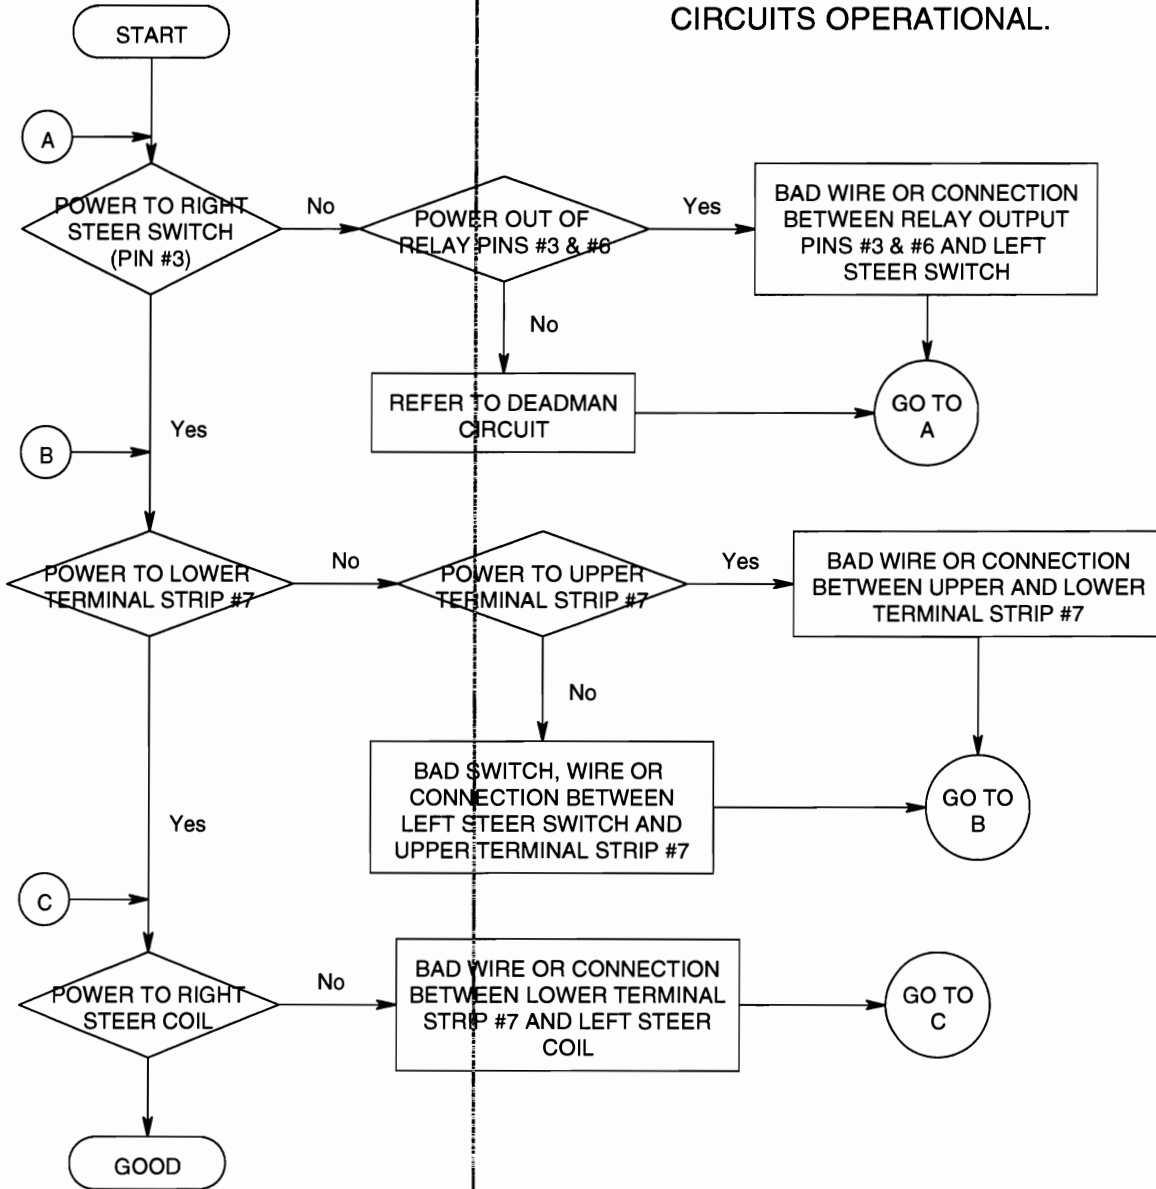 CIRCUITS OPERATIONAL.
START
A
POWER TO RIGHT
STEER SWITCH
(PIN #3)
No
POWER OUT OF
RELAY PINS #3 & #6
Yes
BAD WIRE OR CONNECTION
BETWEEN RELAY OUTPUT
PINS #3 & #6 AND LEFT
STEER SWITCH
No
REFER TO DEADMAN
CIRCUIT
GO TO
A
Yes
B
POWER TO LOWER
TERMINAL STRIP #7
No
POWER TO UPPER
TERMINAL STRIP #7
Yes
BAD WIRE OR CONNECTION
BETWEEN UPPER AND LOWER
TERMINAL STRIP #7
No
BAD SWITCH, WIRE OR
CONNECTION BETWEEN
LEFT STEER SWITCH AND
UPPER TERMINAL STRIP #7
GO TO
B
Yes
C
POWER TO RIGHT
STEER COIL
No
BAD WIRE OR CONNECTION
BETWEEN LOWER TERMINAL
STRIP #7 AND LEFT STEER
COIL
GO TO
C
GOOD